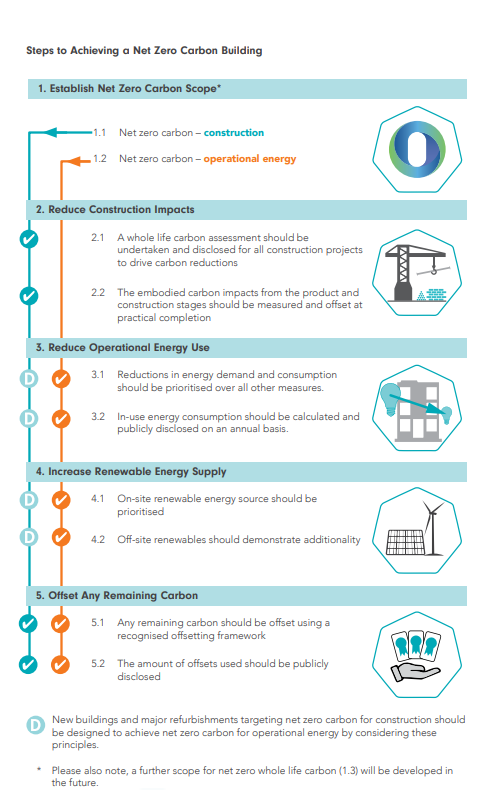 Steps to Achieving a Net Zero Carbon Building
1. Establish Net Zero Carbon Scope*
1.1 Net zero carbon – construction
1.2 Net zero carbon – operational energy
2. Reduce Construction Impacts
2.1 A whole life carbon assessment should be
undertaken and disclosed for all construction projects
to drive carbon reductions
2.2 The embodied carbon impacts from the product and
construction stages should be measured and offset at
practical completion
3. Reduce Operational Energy Use
D
3.1 Reductions in energy demand and consumption
should be prioritised over all other measures.
D
3.2 In-use energy consumption should be calculated and
publicly disclosed on an annual basis.
4. Increase Renewable Energy Supply
D
4.1 On-site renewable energy source should be
prioritised
D
4.2 Off-site renewables should demonstrate additionality
5. Offset Any Remaining Carbon
5.1 Any remaining carbon should be offset using a
recognised offsetting framework
5.2 The amount of offsets used should be publicly
disclosed
D New buildings and major refurbishments targeting net zero carbon for construction should
be designed to achieve net zero carbon for operational energy by considering these
principles.
* Please also note, a further scope for net zero whole life carbon (1.3) will be developed in
the future.